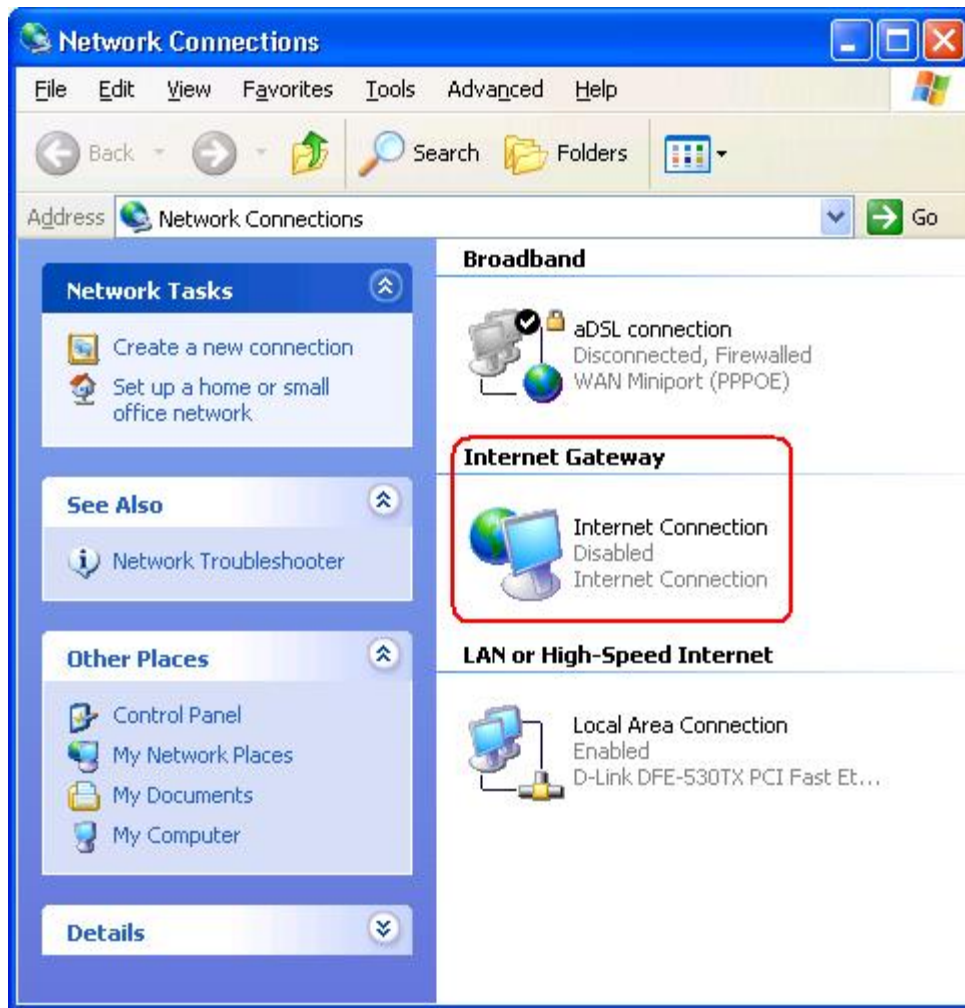 Network Connections
File Edit View Favorites Tools Advanced Help
Back Search Folders
Address Network Connections Go
Network Tasks
Create a new connection
Set up a home or small
office network
See Also
Network Troubleshooter
Other Places
Control Panel
My Network Places
My Documents
My Computer
Details
Broadband
aDSL connection
Disconnected, Firewalled
WAN Miniport (PPPOE)
Internet Gateway
Internet Connection
Disabled
Internet Connection
LAN or High-Speed Internet
Local Area Connection
Enabled
D-Link DFE-530TX PCI Fast Et...